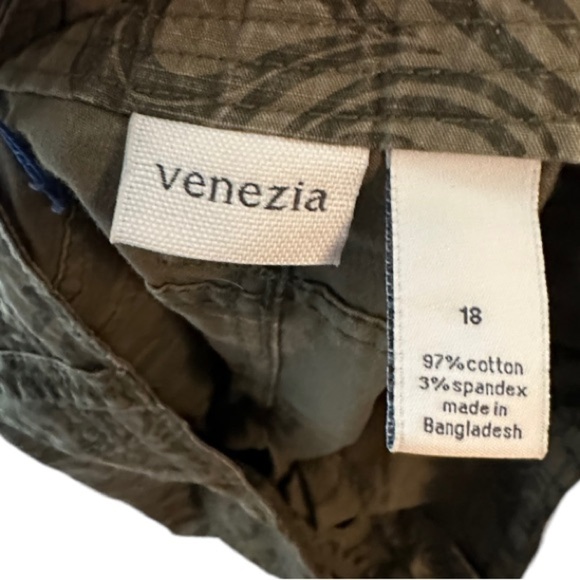 venezia
18
97% cotton
3% spandex
made in
Bangladesh